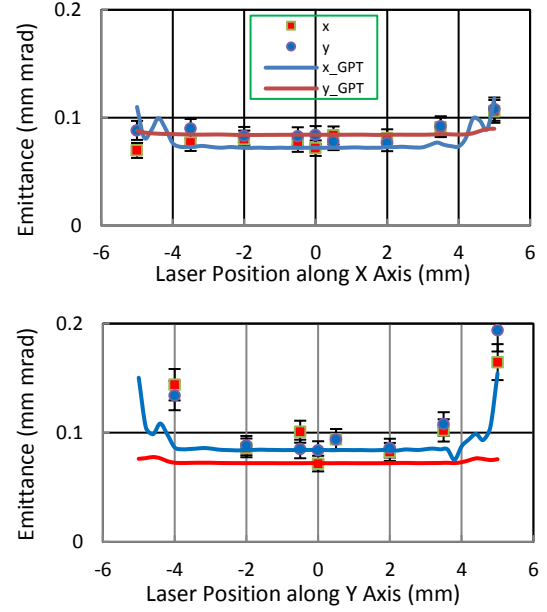 0.2
x
y
x_GPT
y_GPT
0.1
0
Emittance (mm mrad)
-6 -4 -2 0 2 4 6
Laser Position along X Axis (mm)
0.2
0.1
0
Emittance (mm mrad)
-6 -4 -2 0 2 4 6
Laser Position along Y Axis (mm)